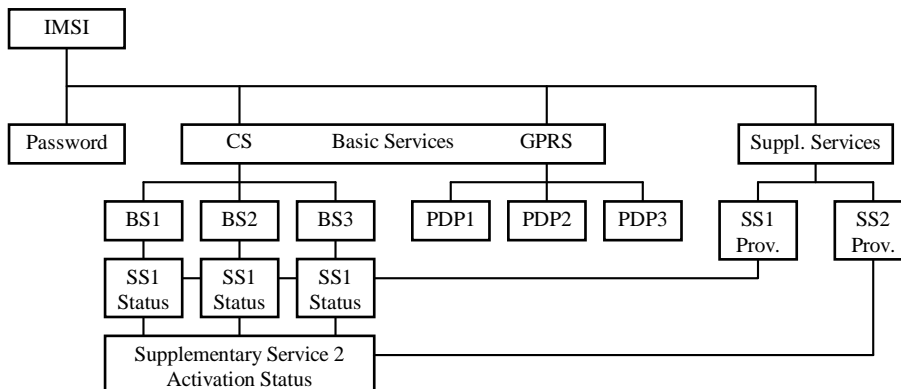 IMSI
Password
CS Basic Services GPRS
Suppl. Services
BS1
BS2
BS3
PDP1
PDP2
PDP3
SS1
Prov.
SS2
Prov.
SS1
Status
SS1
Status
SS1
Status
Supplementary Service 2
Activation Status